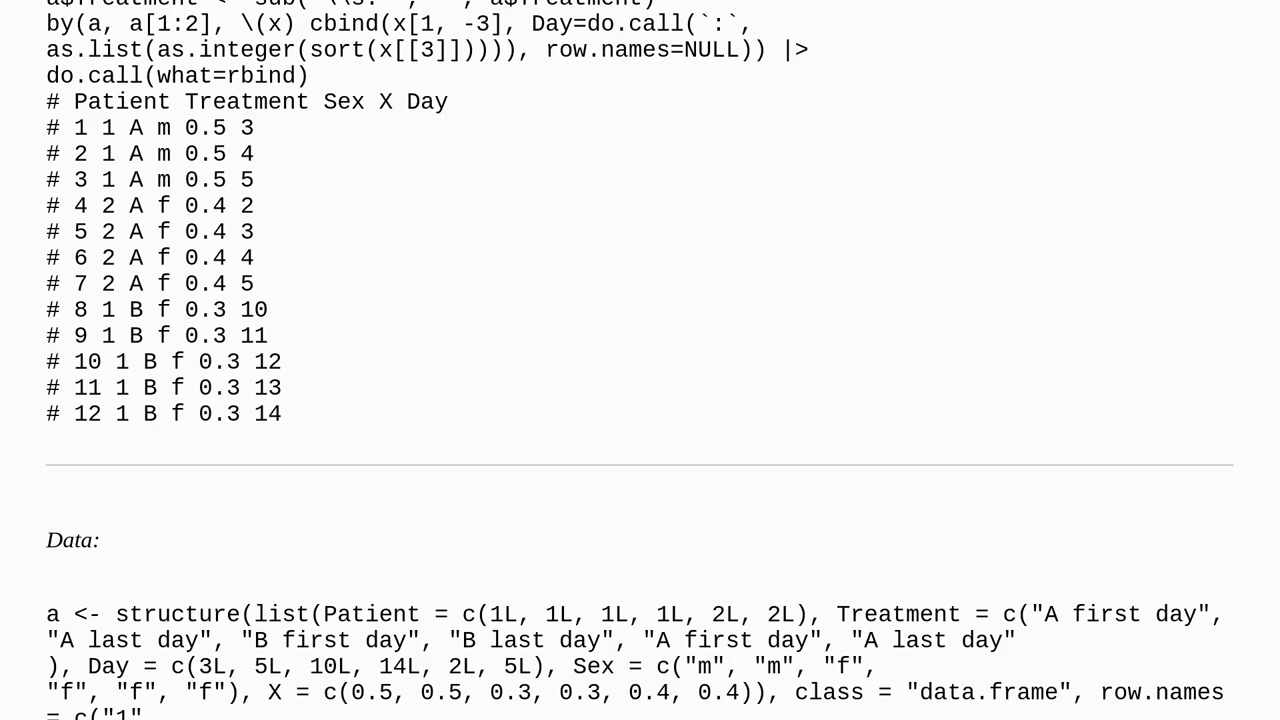 by(a, a[1:2], \(x) cbind(x[1, -3], Day=do.call(`:`,
as.list(as.integer(sort(x[[3]])))), row.names=NULL)) |>
do.call(what=rbind)
# Patient Treatment Sex X Day
# 1 1 A m 0.5 3
# 2 1 A m 0.5 4
# 3 1 A m 0.5 5
# 4 2 A f 0.4 2
# 5 2 A f 0.4 3
# 6 2 A f 0.4 4
# 7 2 A f 0.4 5
# 8 1 B f 0.3 10
# 9 1 B f 0.3 11
# 10 1 B f 0.3 12
# 11 1 B f 0.3 13
# 12 1 B f 0.3 14
Data:
a <- structure(list(Patient = c(1L, 1L, 1L, 1L, 2L, 2L), Treatment = c("A first day",
"A last day", "B first day", "B last day", "A first day", "A last day"
), Day = c(3L, 5L, 10L, 14L, 2L, 5L), Sex = c("m", "m", "f",
"f", "f", "f"), X = c(0.5, 0.5, 0.3, 0.3, 0.4, 0.4)), class = "data.frame", row.names
= c("1"